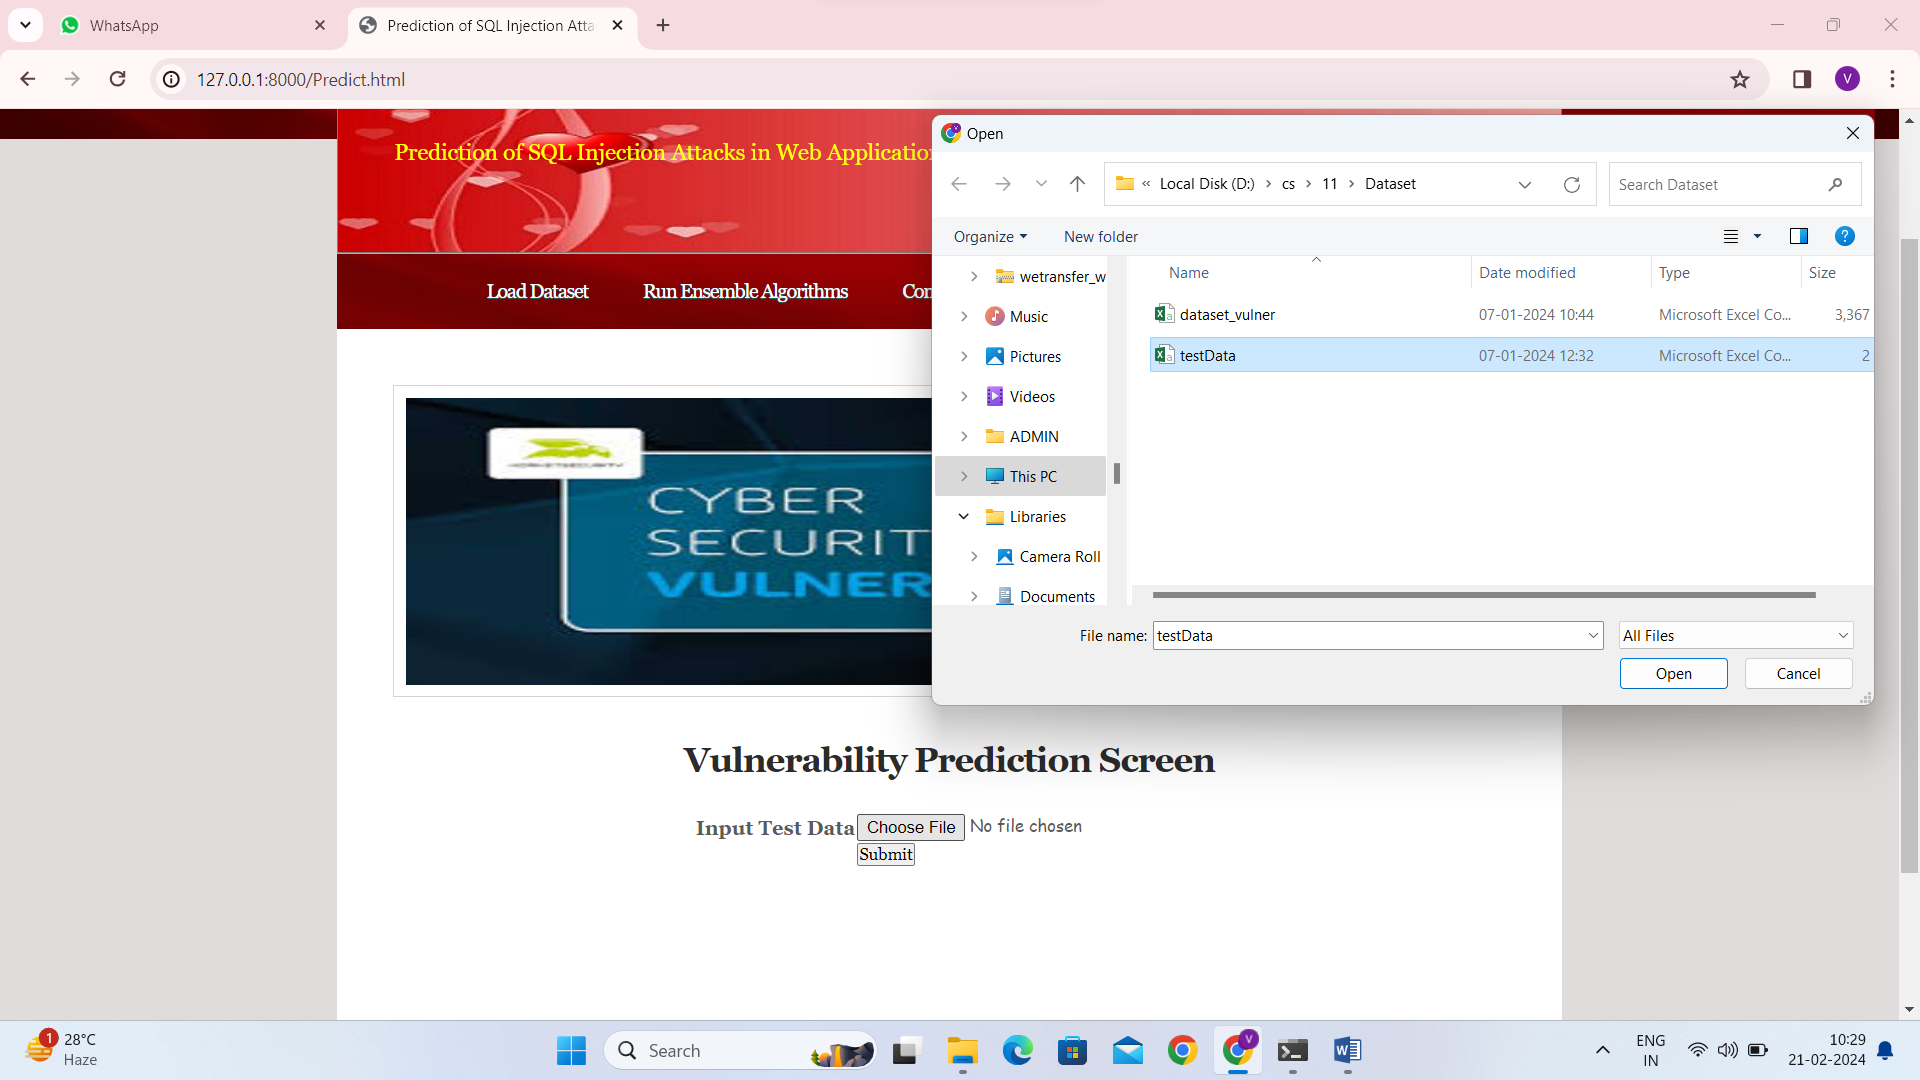 WhatsApp
Prediction of SQL Injection Atta
127.0.0.1:8000/Predict.html
V
Prediction of SQL Injection Attacks in Web Application
Load Dataset
Run Ensemble Algorithms
Con
CYBER
SECURIT
VULNER
Open
« Local Disk (D:) > cs > 11 > Dataset
Search Dataset
Organize
New folder
wetransfer_w
Music
Pictures
Videos
ADMIN
This PC
Libraries
Camera Roll
Documents
Name Date modified Type Size
dataset_vulner 07-01-2024 10:44 Microsoft Excel Co... 3,367
testData 07-01-2024 12:32 Microsoft Excel Co... 2
File name: testData
All Files
Open
Cancel
Vulnerability Prediction Screen
Input Test Data Choose File No file chosen
Submit
1
28°C
Haze
Search
V
ENG
IN
10:29
21-02-2024